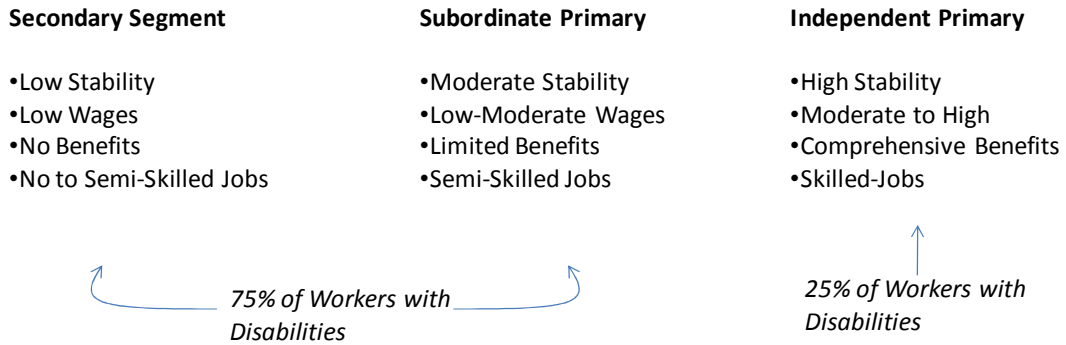 Secondary Segment
•Low Stability
•Low Wages
•No Benefits
•No to Semi-Skilled Jobs
Subordinate Primary
•Moderate Stability
•Low-Moderate Wages
•Limited Benefits
•Semi-Skilled Jobs
Independent Primary
•High Stability
•Moderate to High
•Comprehensive Benefits
•Skilled-Jobs
75% of Workers with
Disabilities
25% of Workers with
Disabilities